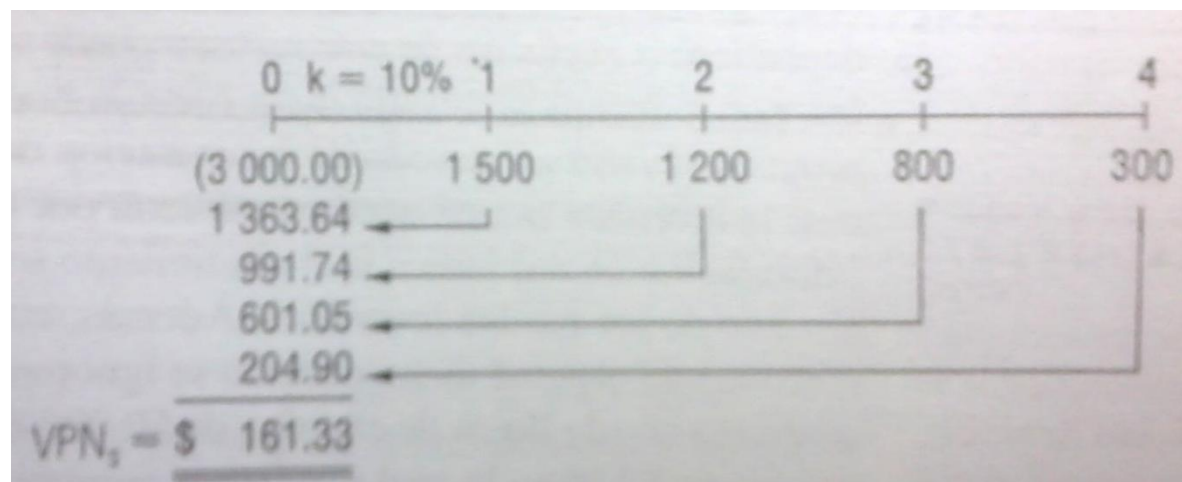 0 k = 10% 1 2 3 4
(3 000.00) 1 500 1 200 800 300
1 363.64
991.74
601.05
204.90
VPNₛ = $ 161.33